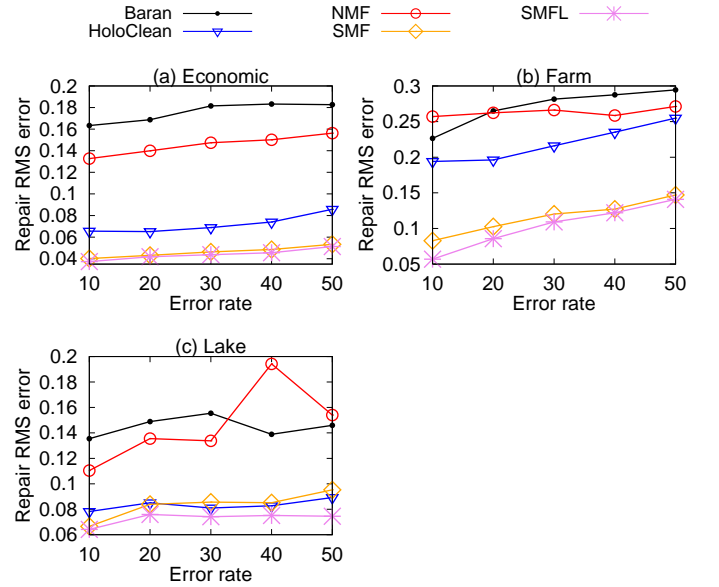 Baran NMF SMFL
HoloClean SMF
(a) Economic
Repair RMS error
0.2
0.18
0.16
0.14
0.12
0.1
0.08
0.06
0.04
10 20 30 40 50
Error rate
(b) Farm
Repair RMS error
0.3
0.25
0.2
0.15
0.1
0.05
10 20 30 40 50
Error rate
(c) Lake
Repair RMS error
0.2
0.18
0.16
0.14
0.12
0.1
0.08
0.06
10 20 30 40 50
Error rate